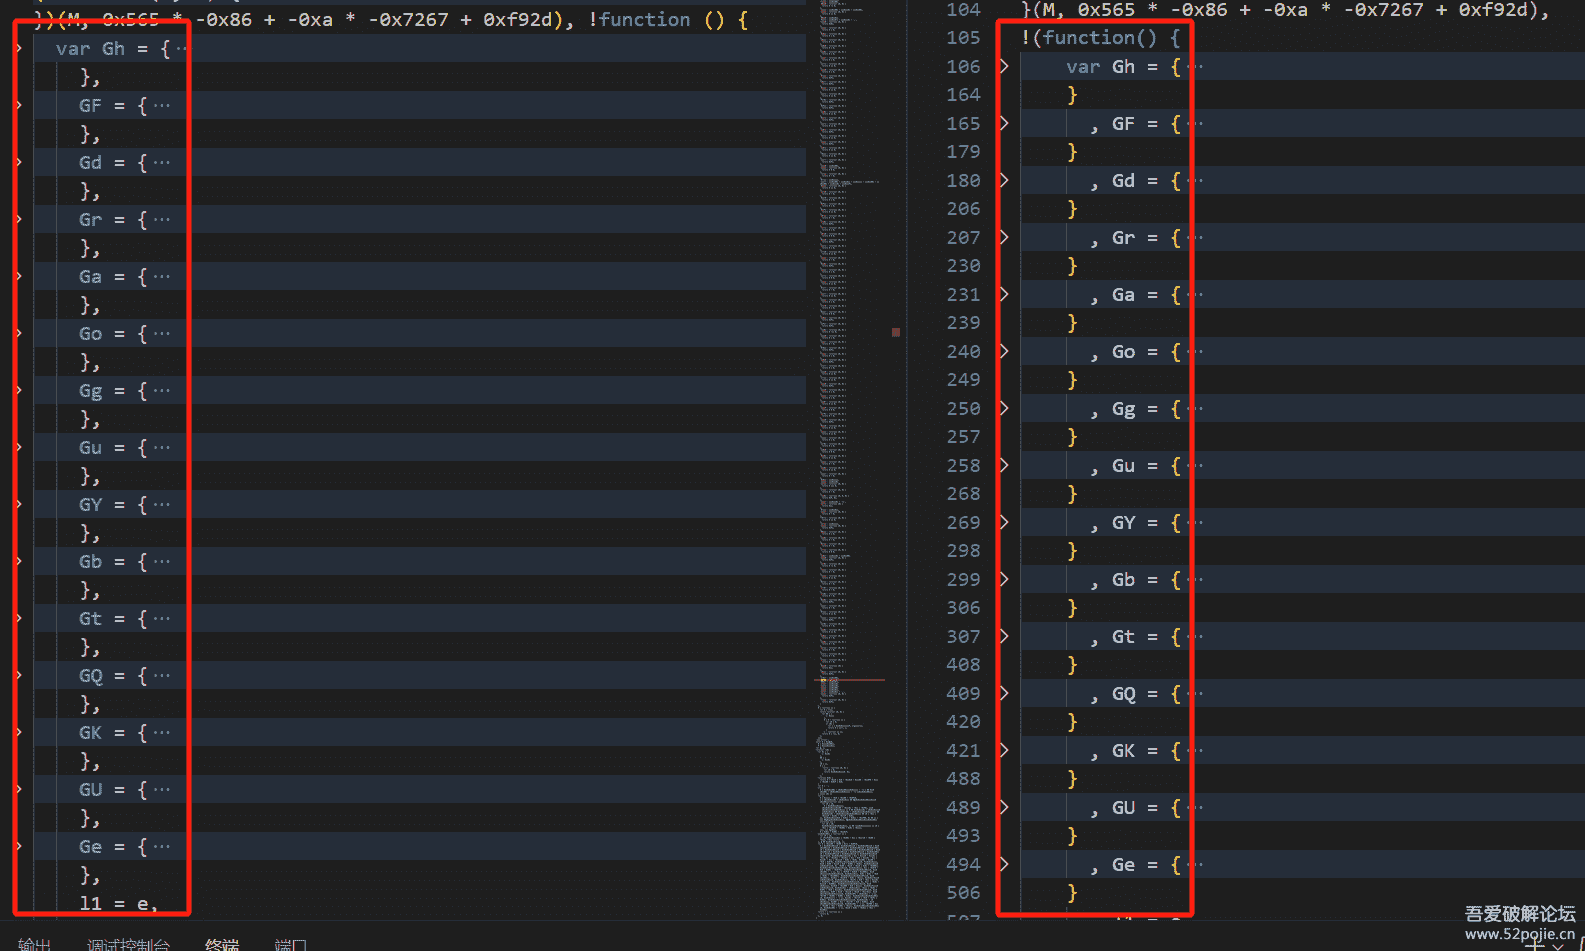 })(M, 0x565 * -0x86 + -0xa * -0x7267 + 0xf92d), !function () {
var Gh = {···
},
GF = {···
},
Gd = {···
},
Gr = {···
},
Ga = {···
},
Go = {···
},
Gg = {···
},
Gu = {···
},
GY = {···
},
Gb = {···
},
Gt = {···
},
GQ = {···
},
GK = {···
},
GU = {···
},
Ge = {···
},
l1 = e,
104 }(M, 0x565 * -0x86 + -0xa * -0x7267 + 0xf92d),
105 !(function() {
106 var Gh = {···
164 }
165 , GF = {···
179 }
180 , Gd = {···
206 }
207 , Gr = {···
230 }
231 , Ga = {···
239 }
240 , Go = {···
249 }
250 , Gg = {···
257 }
258 , Gu = {···
268 }
269 , GY = {···
298 }
299 , Gb = {···
306 }
307 , Gt = {···
408 }
409 , GQ = {···
420 }
421 , GK = {···
488 }
489 , GU = {···
493 }
494 , Ge = {···
506 }
输出 调试控制台 终端 端口
吾爱破解论坛
www.52pojie.cn